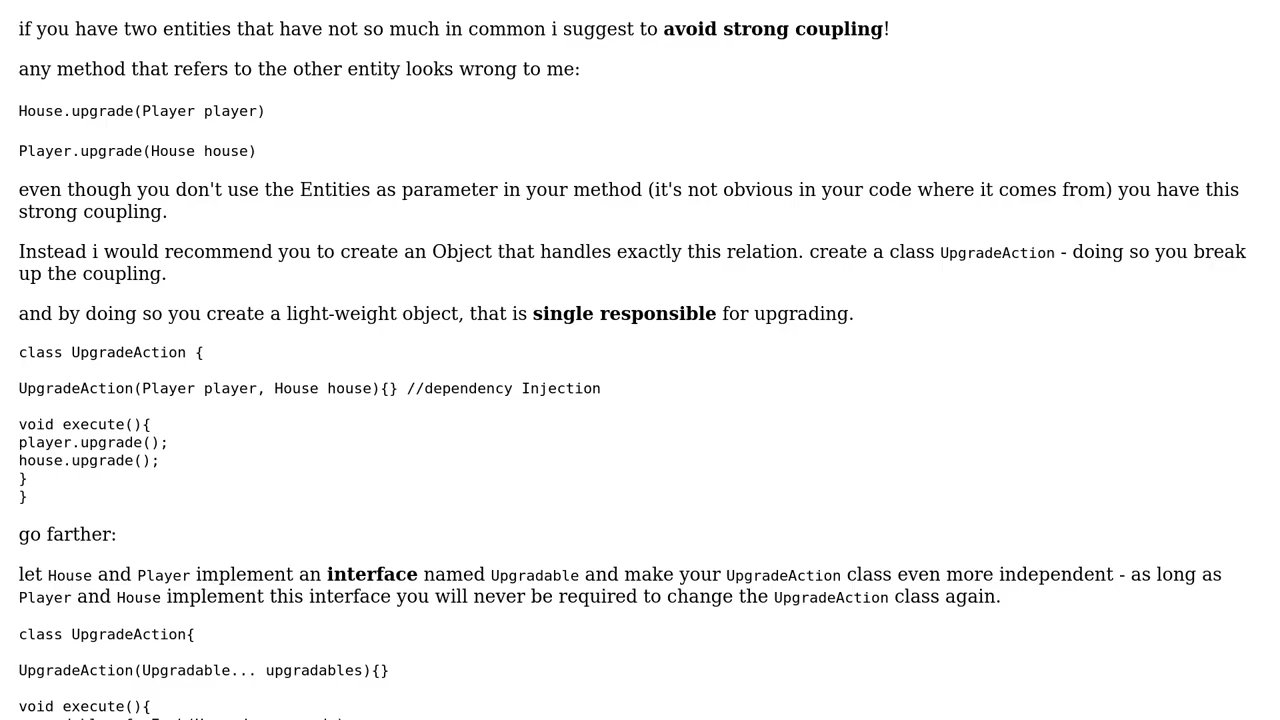 if you have two entities that have not so much in common i suggest to avoid strong coupling!
any method that refers to the other entity looks wrong to me:
House.upgrade(Player player)
Player.upgrade(House house)
even though you don't use the Entities as parameter in your method (it's not obvious in your code where it comes from) you have this
strong coupling.
Instead i would recommend you to create an Object that handles exactly this relation. create a class UpgradeAction - doing so you break
up the coupling.
and by doing so you create a light-weight object, that is single responsible for upgrading.
class UpgradeAction {
UpgradeAction(Player player, House house){} //dependency Injection
void execute(){
player.upgrade();
house.upgrade();
}
}
go farther:
let House and Player implement an interface named Upgradable and make your UpgradeAction class even more independent - as long as
Player and House implement this interface you will never be required to change the UpgradeAction class again.
class UpgradeAction{
UpgradeAction(Upgradable... upgradables){}
void execute(){